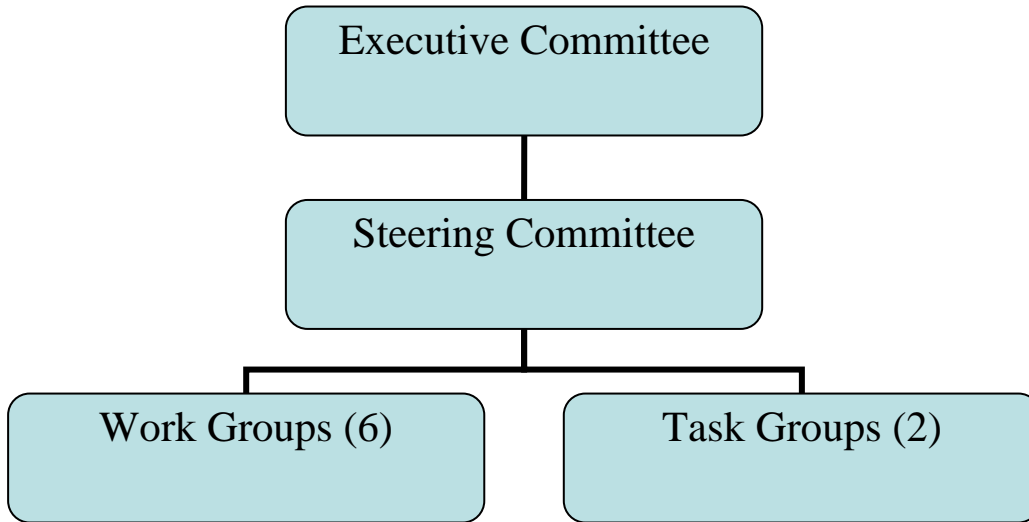 Executive Committee
Steering Committee
Work Groups (6)
Task Groups (2)